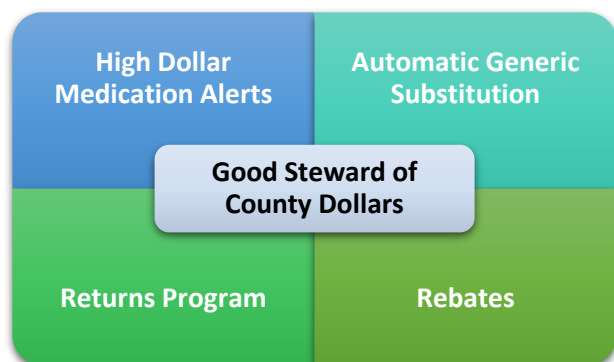 High Dollar
Medication Alerts
Automatic Generic
Substitution
Good Steward of
County Dollars
Returns Program
Rebates